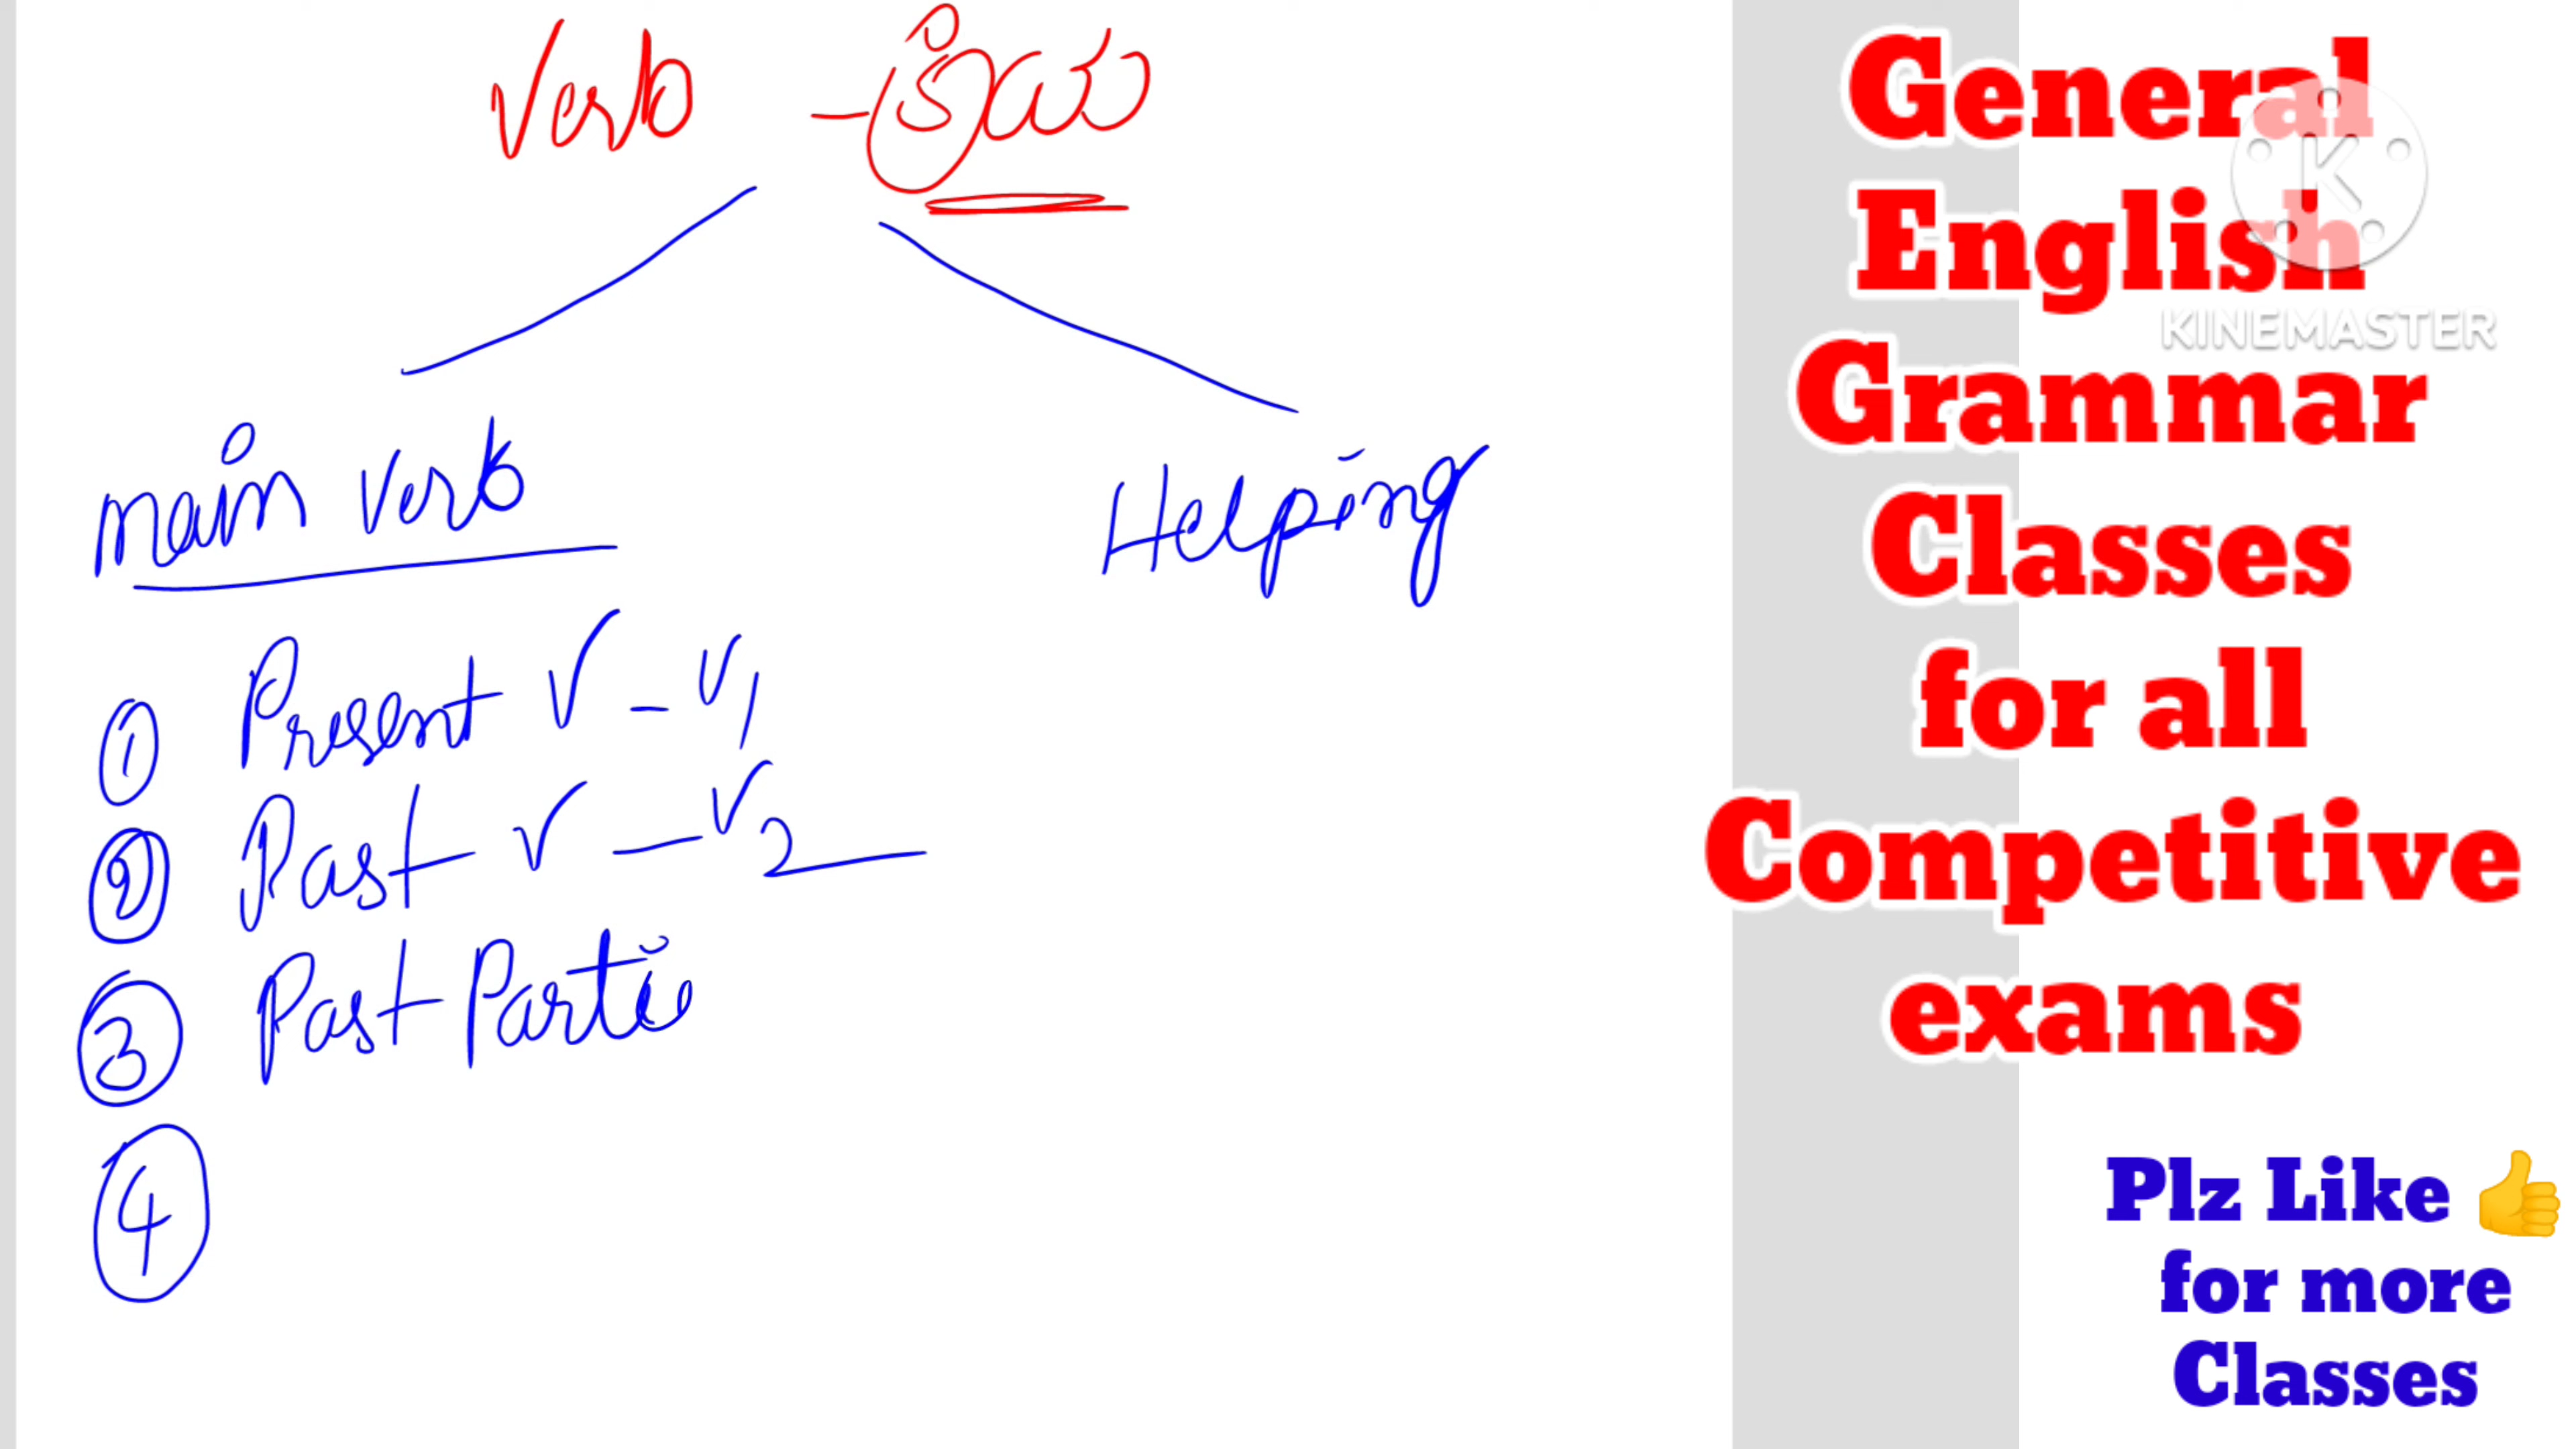 Verb - క్రియ
main verb
Helping
① Present V - V1
② Past V - V2
③ Past Partic
④
General
English
Grammar
Classes
for all
Competitive
exams
KINEMASTER
Plz Like 👍
for more
Classes